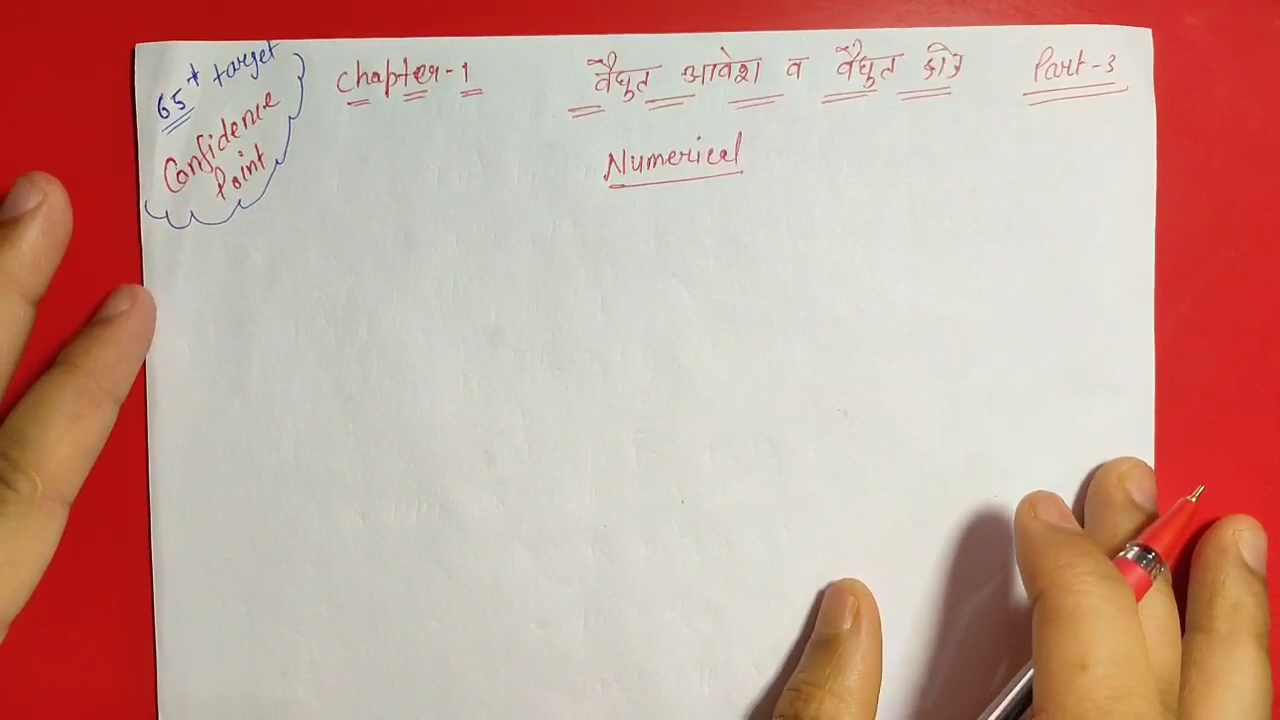 65+ target
Confidence
Point
Chapter-1 वैधुत आवेश व वैधुत क्षेत्र Part-3
Numerical